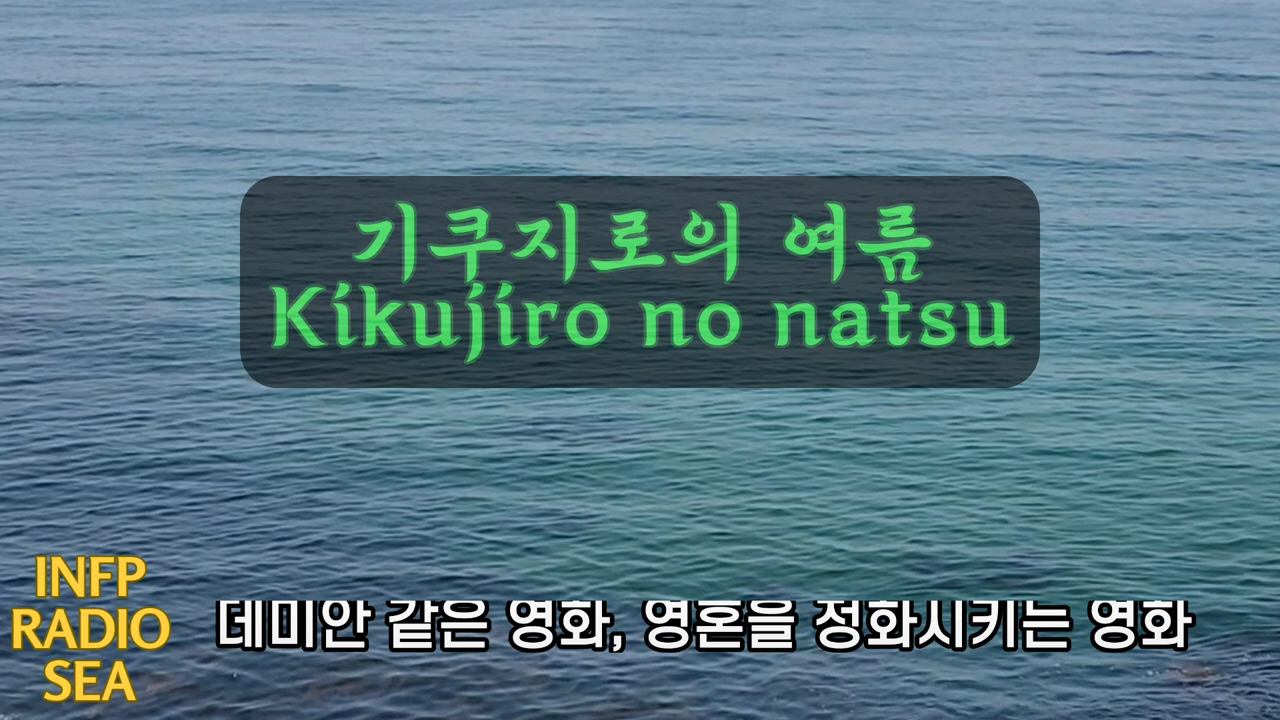 기쿠지로의 여름
Kikujiro no natsu
INFP
RADIO
SEA
데미안 같은 영화, 영혼을 정화시키는 영화